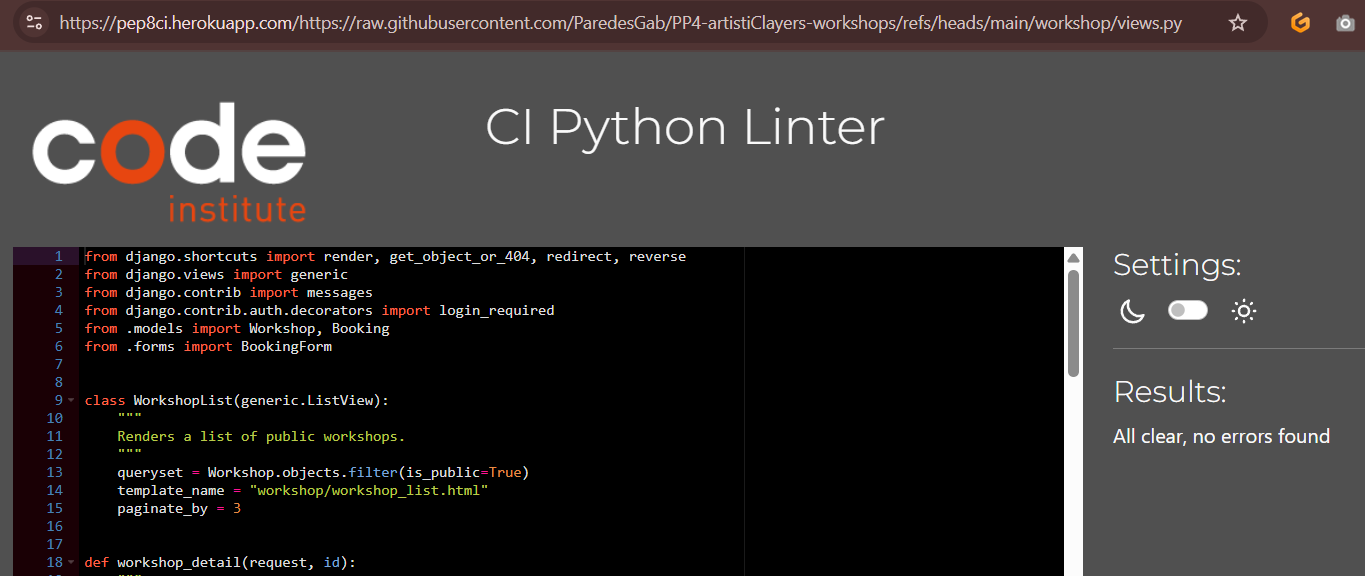 https://pep8ci.herokuapp.com/https://raw.githubusercontent.com/ParedesGab/PP4-artistiClayers-workshops/refs/heads/main/workshop/views.py
code
institute
CI Python Linter
1 from django.shortcuts import render, get_object_or_404, redirect, reverse
2 from django.views import generic
3 from django.contrib import messages
4 from django.contrib.auth.decorators import login_required
5 from .models import Workshop, Booking
6 from .forms import BookingForm
7
8
9 class WorkshopList(generic.ListView):
10     """
11     Renders a list of public workshops.
12     """
13     queryset = Workshop.objects.filter(is_public=True)
14     template_name = "workshop/workshop_list.html"
15     paginate_by = 3
16
17
18 def workshop_detail(request, id):
Settings:
Results:
All clear, no errors found